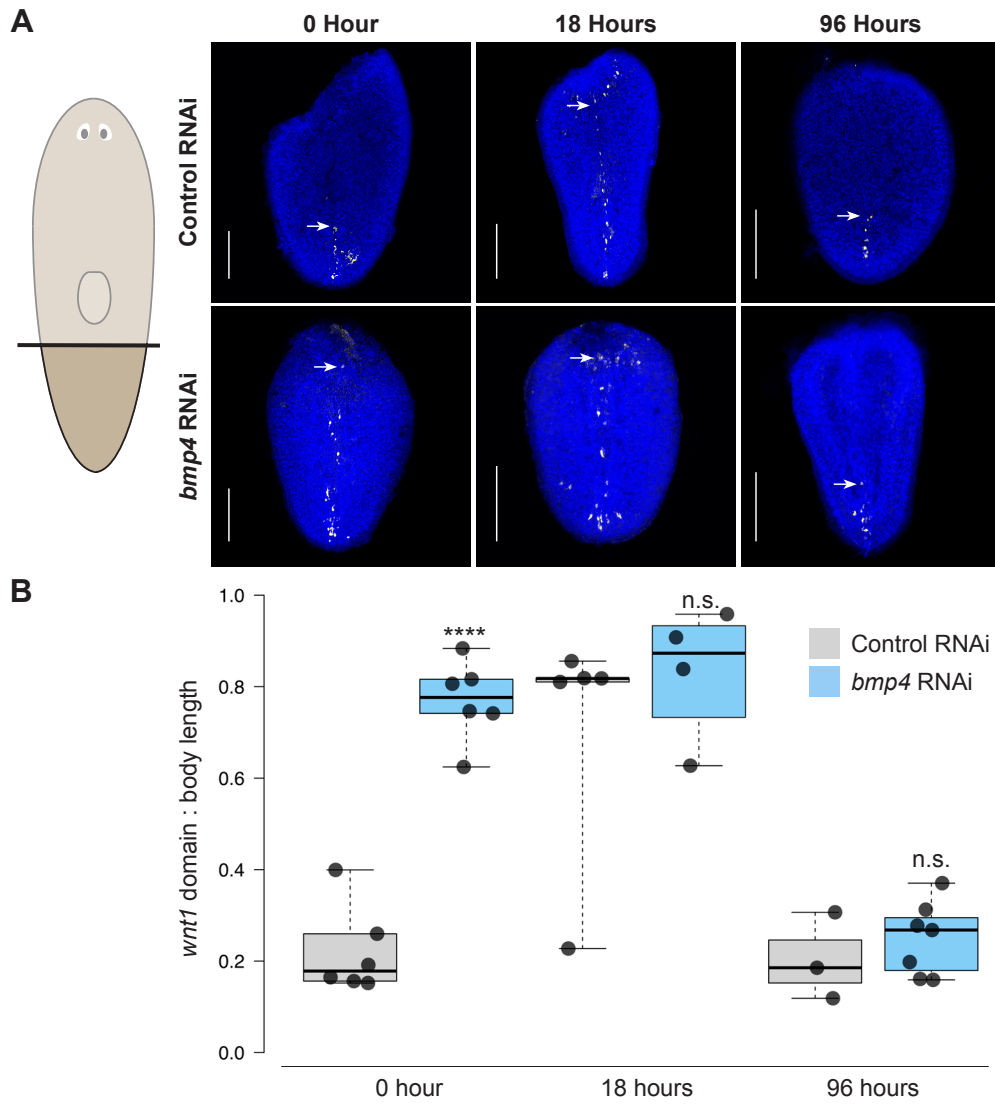 A
0 Hour
18 Hours
96 Hours
Control RNAi
bmp4 RNAi
B
wnt1 domain : body length
1.0
0.8
0.6
0.4
0.2
0.0
****
n.s.
n.s.
Control RNAi
bmp4 RNAi
0 hour
18 hours
96 hours